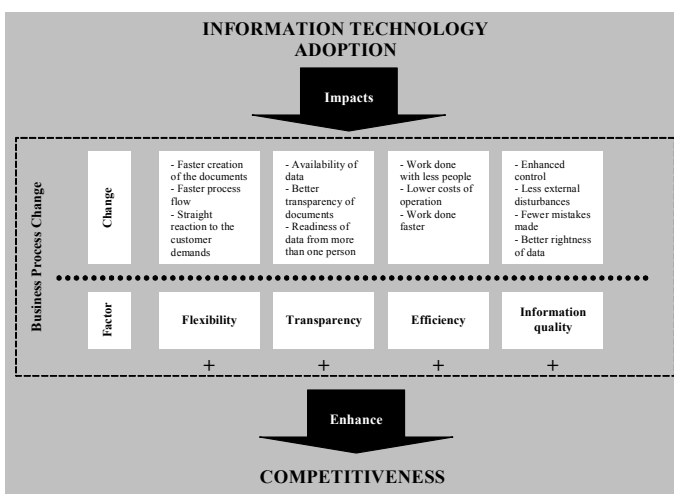 INFORMATION TECHNOLOGY
ADOPTION
Impacts
Business Process Change
Change
- Faster creation
of the documents
- Faster process
flow
- Straight
reaction to the
customer
demands
- Availability of
data
- Better
transparency of
documents
- Readiness of
data from more
than one person
- Work done
with less people
- Lower costs of
operation
- Work done
faster
- Enhanced
control
- Less external
disturbances
- Fewer mistakes
made
- Better rightness
of data
Factor
Flexibility
Transparency
Efficiency
Information
quality
+ + + +
Enhance
COMPETITIVENESS